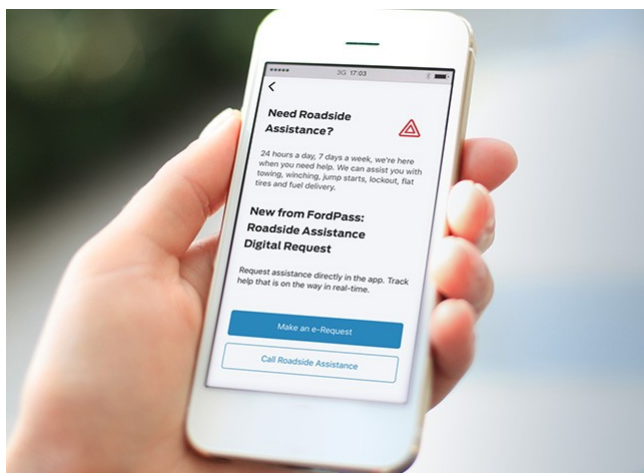 3G 17:03
Need Roadside
Assistance?
24 hours a day, 7 days a week, we're here
when you need help. We can assist you with
towing, winching, jump starts, lockout, flat
tires and fuel delivery.
New from FordPass:
Roadside Assistance
Digital Request
Request assistance directly in the app. Track
help that is on the way in real-time.
Make an e-Request
Call Roadside Assistance